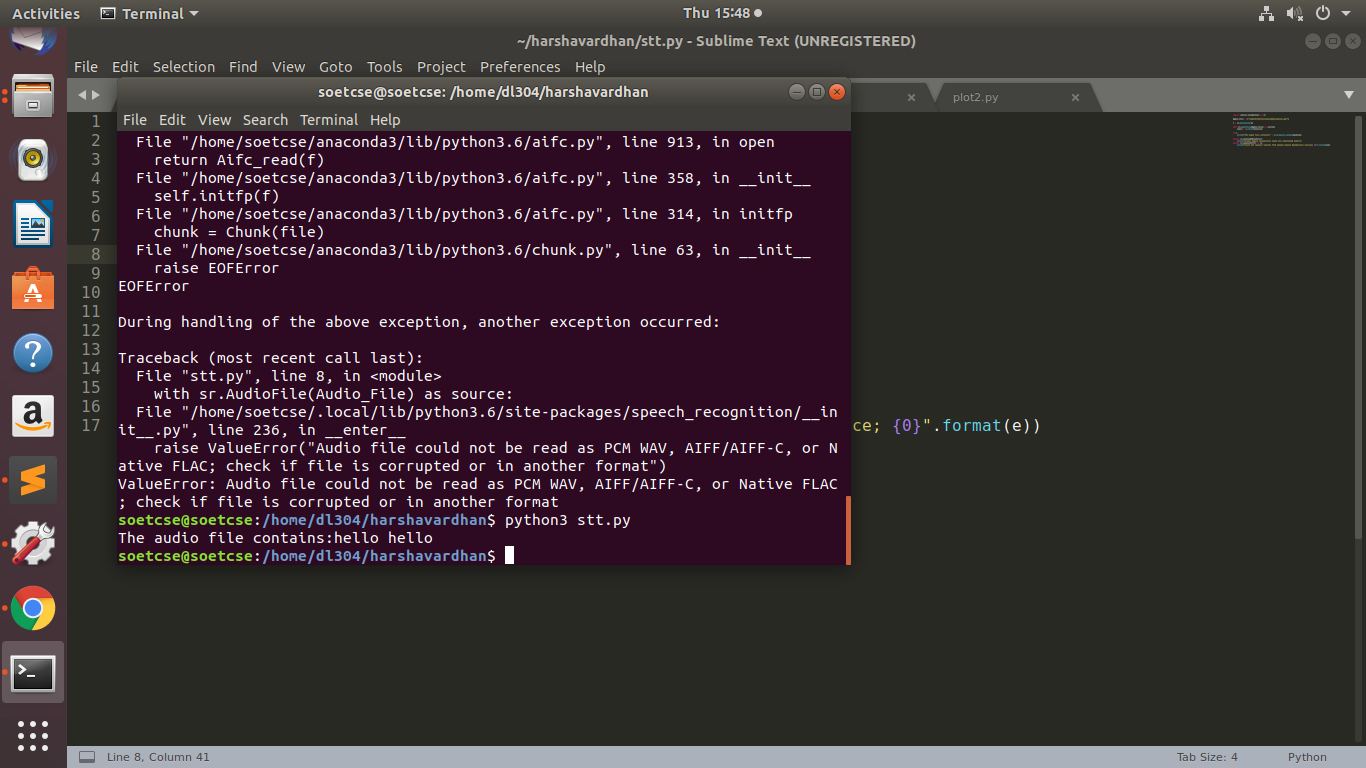 Activities Terminal Thu 15:48
~/harshavardhan/stt.py - Sublime Text (UNREGISTERED)
File Edit Selection Find View Goto Tools Project Preferences Help
plot2.py
soetcse@soetcse: /home/dl304/harshavardhan
File Edit View Search Terminal Help
1
2
3
4
5
6
7
8
9
10
11
12
13
14
15
16
17
File "/home/soetcse/anaconda3/lib/python3.6/aifc.py", line 913, in open
return Aifc_read(f)
File "/home/soetcse/anaconda3/lib/python3.6/aifc.py", line 358, in __init__
self.initfp(f)
File "/home/soetcse/anaconda3/lib/python3.6/aifc.py", line 314, in initfp
chunk = Chunk(file)
File "/home/soetcse/anaconda3/lib/python3.6/chunk.py", line 63, in __init__
raise EOFError
EOFError
During handling of the above exception, another exception occurred:
Traceback (most recent call last):
File "stt.py", line 8, in <module>
with sr.AudioFile(Audio_File) as source:
File "/home/soetcse/.local/lib/python3.6/site-packages/speech_recognition/__in
it__.py", line 236, in __enter__
raise ValueError("Audio file could not be read as PCM WAV, AIFF/AIFF-C, or N
ative FLAC; check if file is corrupted or in another format")
ValueError: Audio file could not be read as PCM WAV, AIFF/AIFF-C, or Native FLAC
; check if file is corrupted or in another format
soetcse@soetcse:/home/dl304/harshavardhan$ python3 stt.py
The audio file contains:hello hello
soetcse@soetcse:/home/dl304/harshavardhan$
ce; {0}".format(e))
Line 8, Column 41 Tab Size: 4 Python